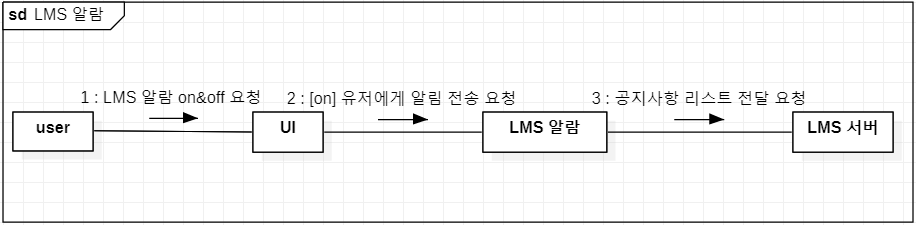 sd LMS 알람
1 : LMS 알람 on&off 요청
2 : [on] 유저에게 알림 전송 요청
3 : 공지사항 리스트 전달 요청
user
UI
LMS 알람
LMS 서버